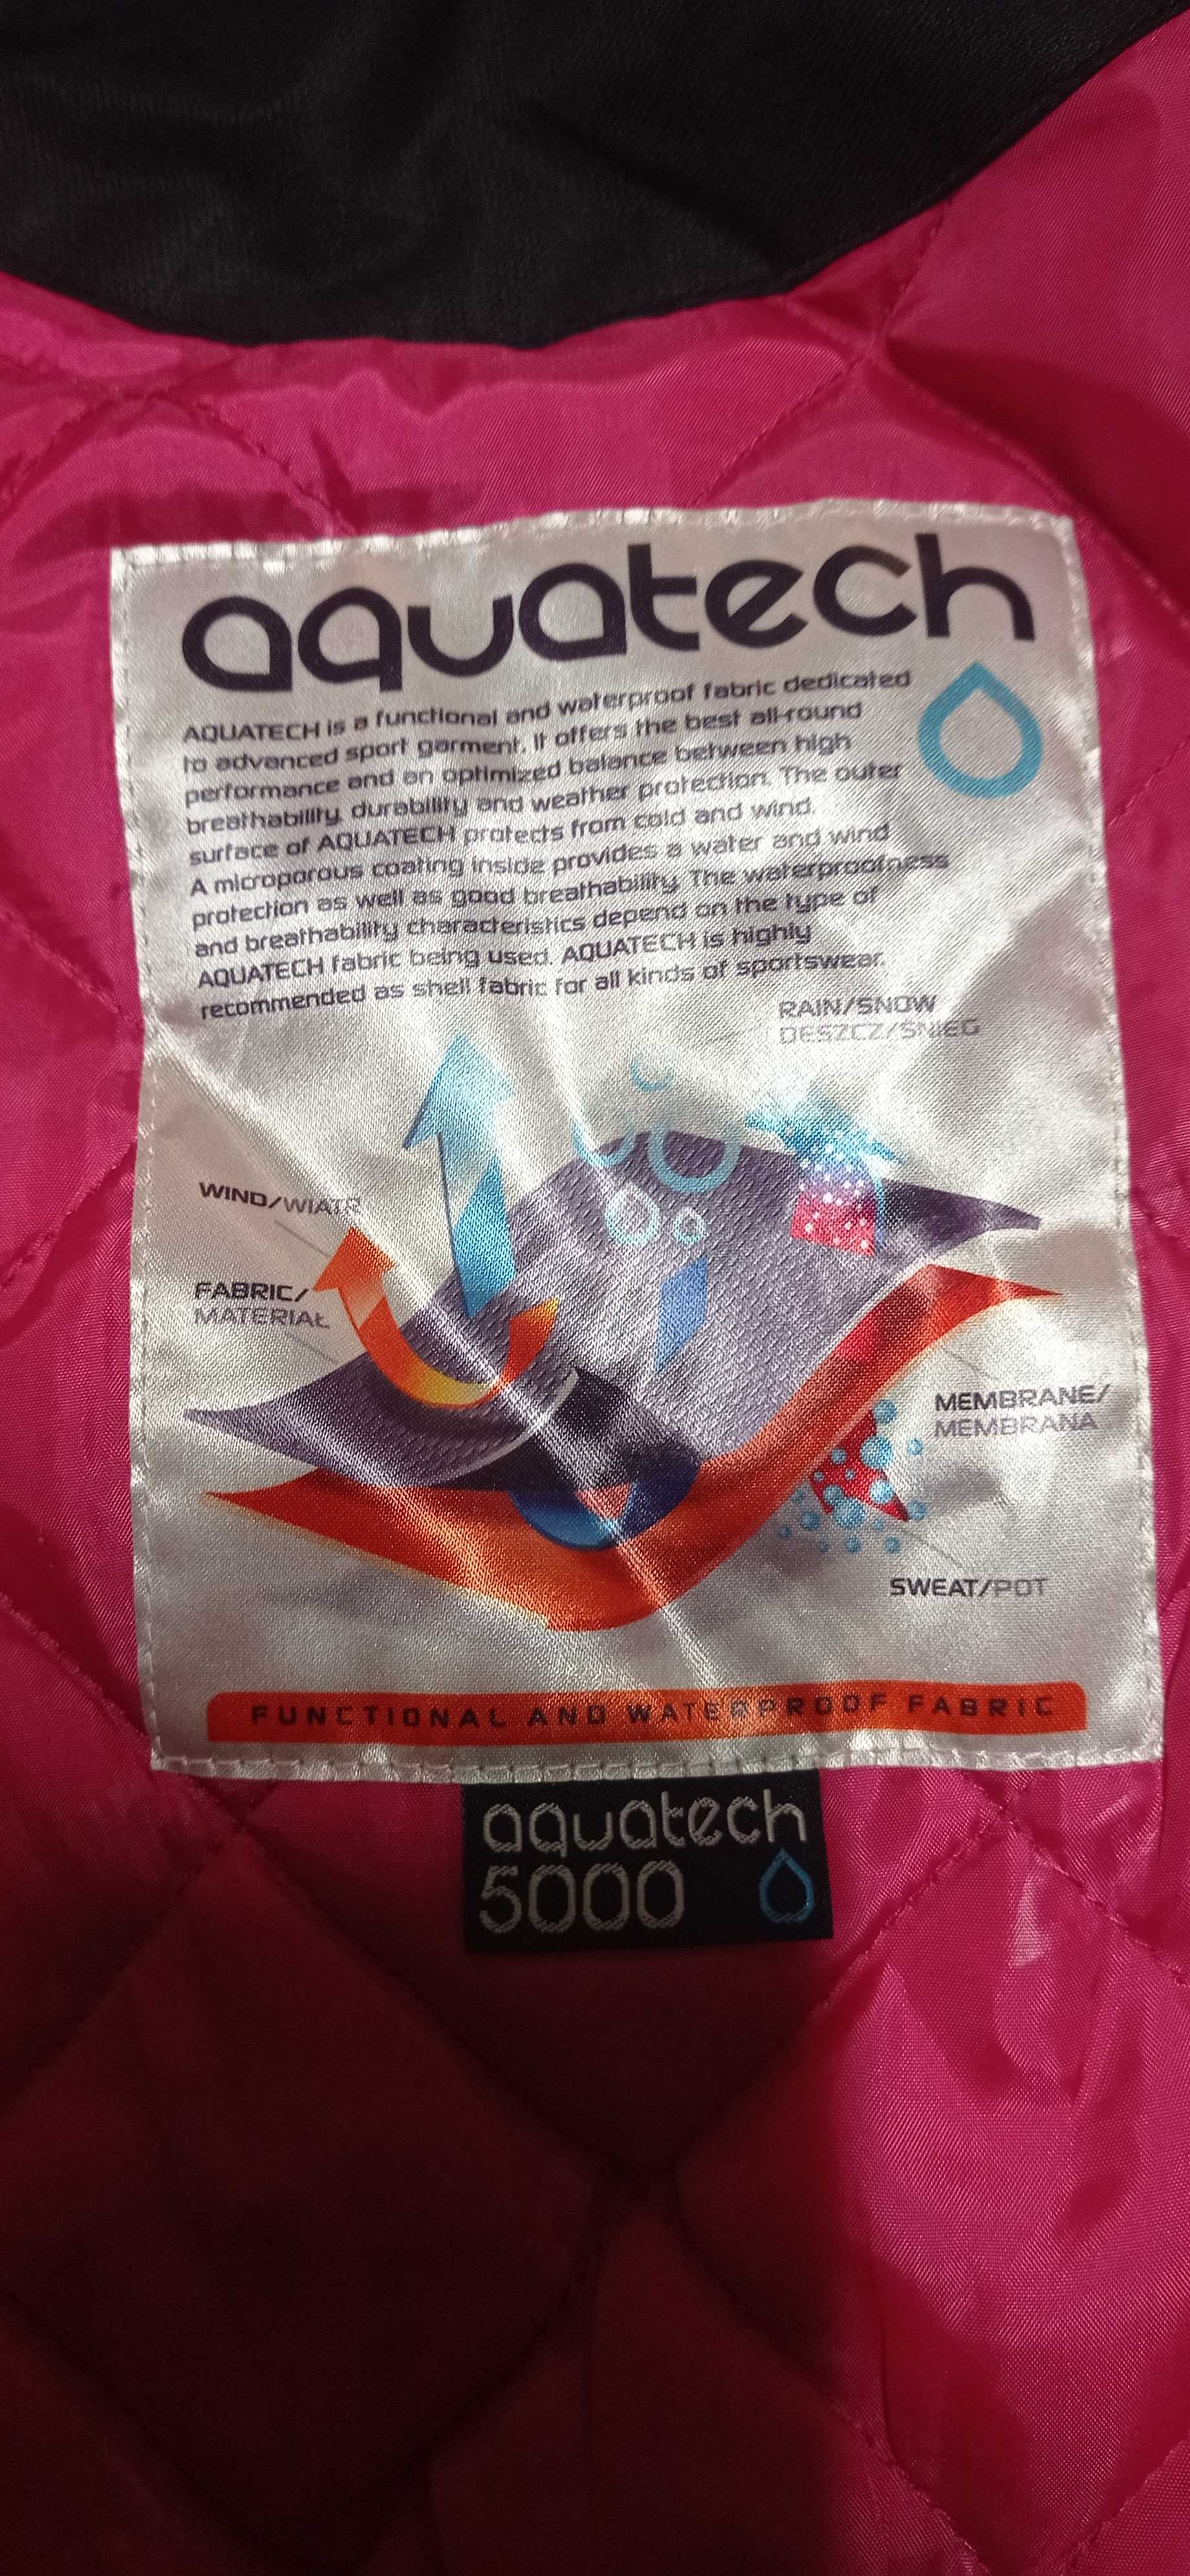 aquatech
AQUATECH is a functional and waterproof fabric dedicated
to advanced sport garment. It offers the best all-round
performance and an optimized balance between high
breathability, durability and weather protection. The outer
surface of AQUATECH protects from cold and wind.
A microporous coating inside provides a water and wind
protection as well as good breathability. The waterproofness
and breathability characteristics depend on the type of
AQUATECH fabric being used. AQUATECH is highly
recommended as shell fabric for all kinds of sportswear.
RAIN/SNOW
DESZCZ/ŚNIEG
WIND/WIATR
FABRIC/
MATERIAŁ
MEMBRANE/
MEMBRANA
SWEAT/POT
FUNCTIONAL AND WATERPROOF FABRIC
aquatech
5000